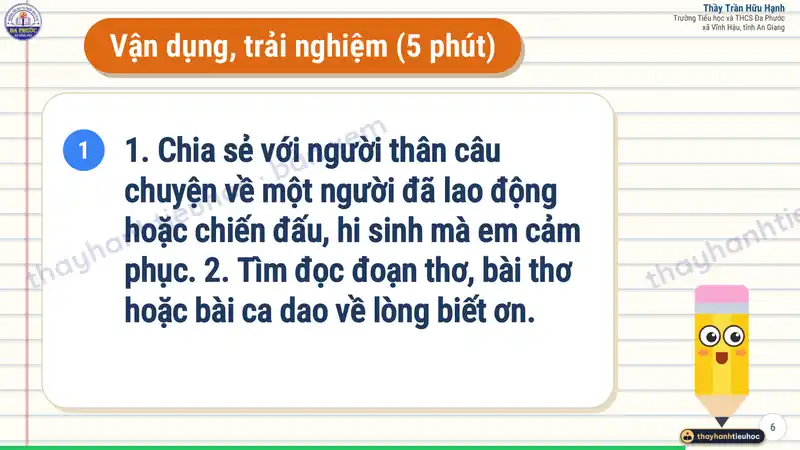 Thầy Trần Hữu Hạnh
Trường Tiểu học và THCS Đa Phước
xã Vĩnh Hậu, tỉnh An Giang
ĐA PHƯỚC
Vận dụng, trải nghiệm (5 phút)
1
1. Chia sẻ với người thân câu
chuyện về một người đã lao động
hoặc chiến đấu, hi sinh mà em cảm
phục. 2. Tìm đọc đoạn thơ, bài thơ
hoặc bài ca dao về lòng biết ơn.
6
thayhanhtieuhoc